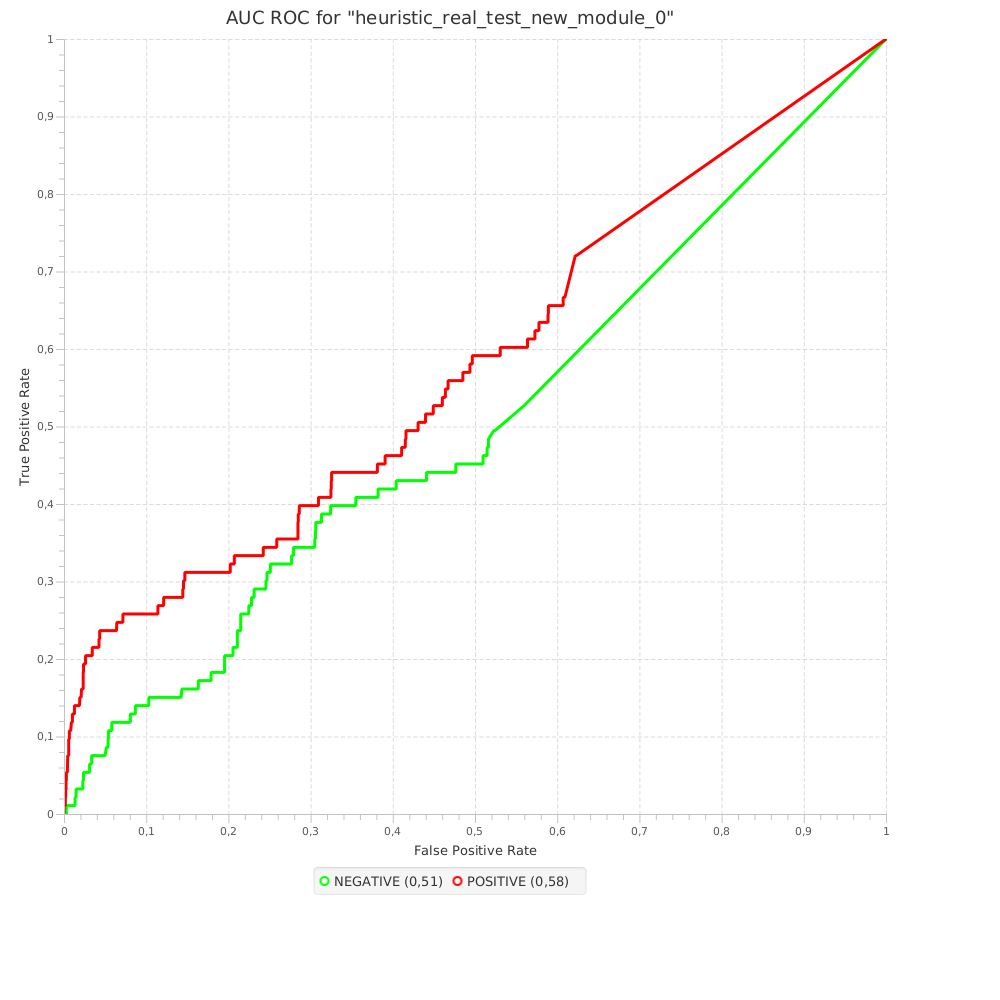 AUC ROC for "heuristic_real_test_new_module_0"
1
0,9
0,8
0,7
0,6
0,5
0,4
0,3
0,2
0,1
0
True Positive Rate
0 0,1 0,2 0,3 0,4 0,5 0,6 0,7 0,8 0,9 1
False Positive Rate
NEGATIVE (0,51) POSITIVE (0,58)